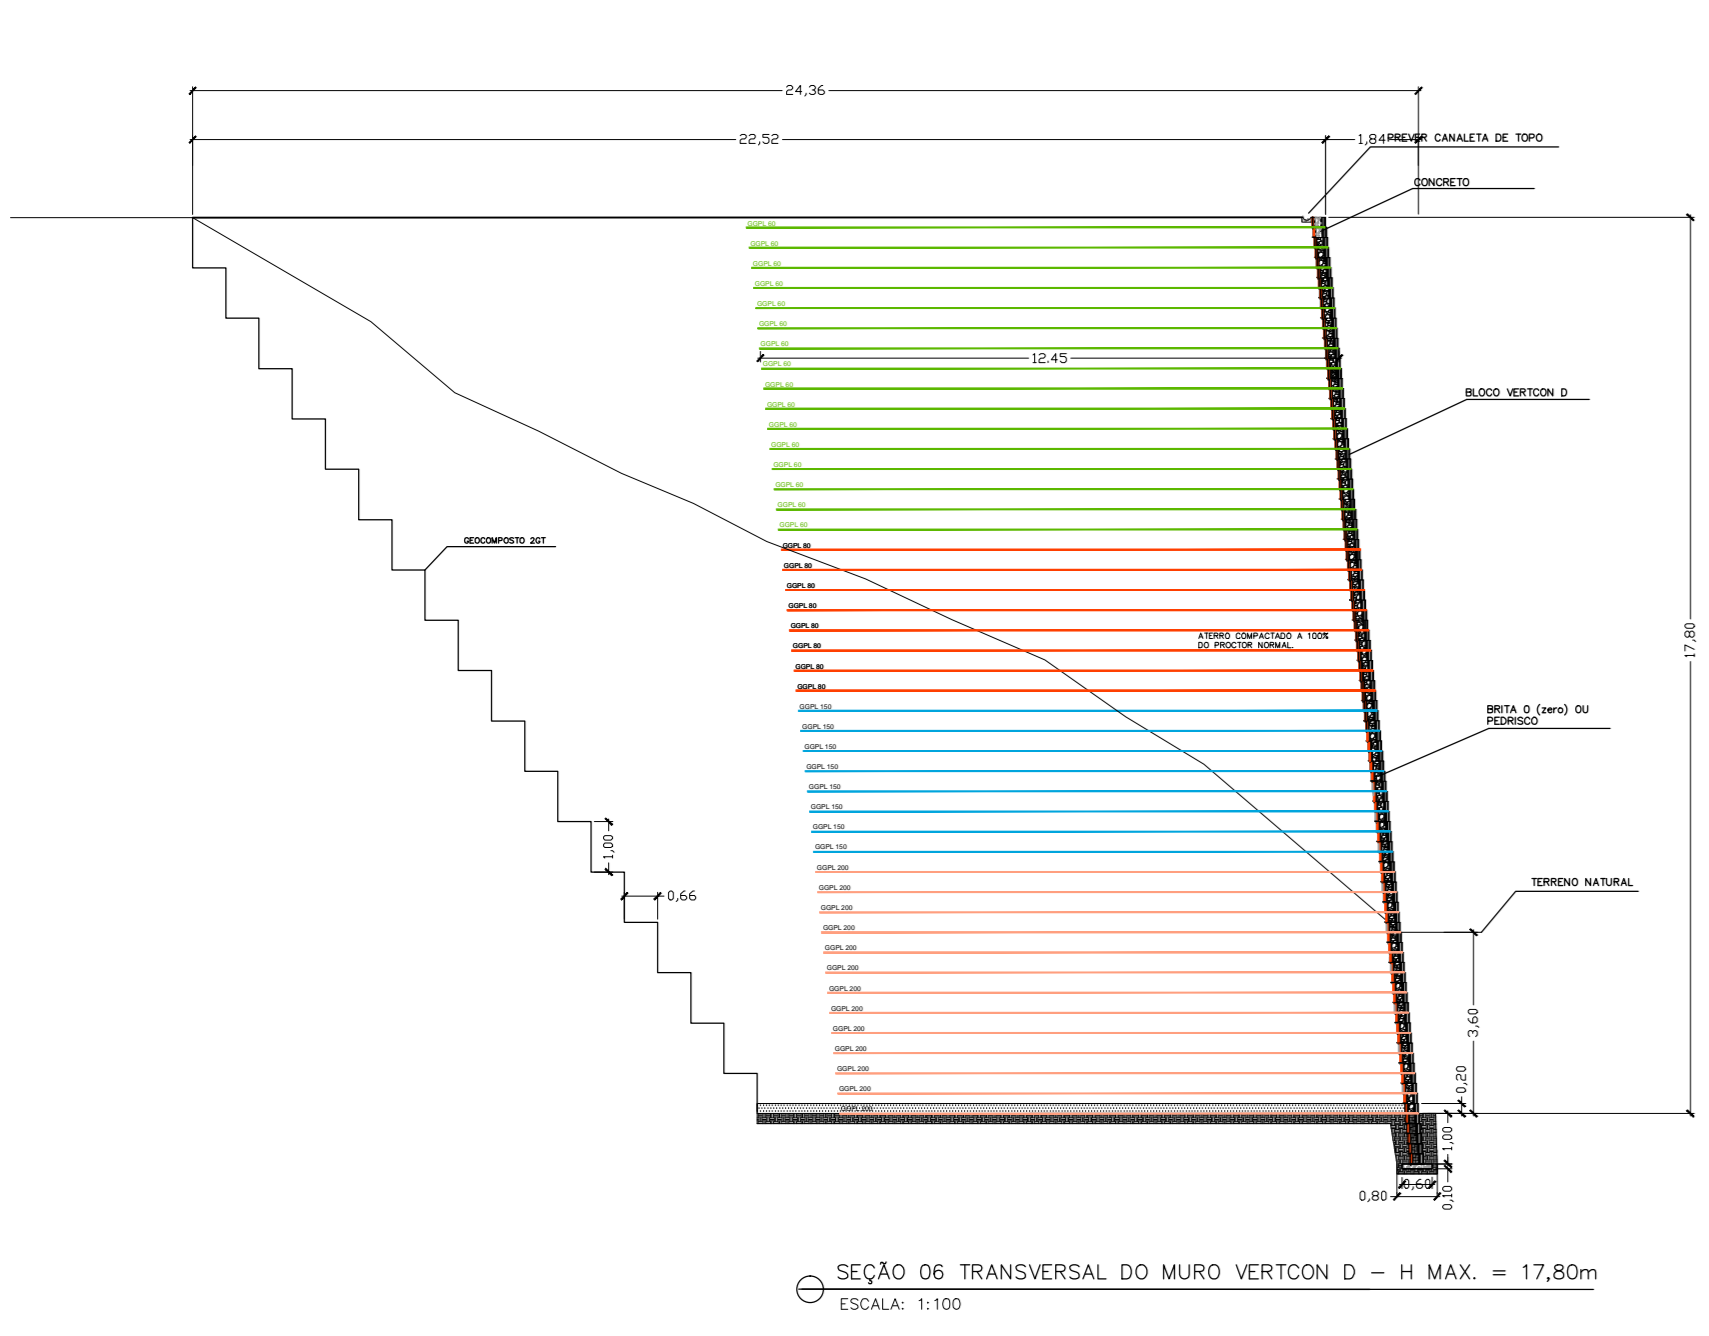 24,36
22,52
1,84
PREVER CANALETA DE TOPO
CONCRETO
GGPL 60
GGPL 60
GGPL 60
GGPL 60
GGPL 60
GGPL 60
GGPL 60
12.45
GGPL 60
GGPL 60
BLOCO VERTCON D
GGPL 60
GGPL 60
GGPL 60
GGPL 60
GGPL 60
GGPL 60
GGPL 60
GEOCOMPOSTO 2GT
GGPL 80
GGPL 80
GGPL 80
GGPL 80
GGPL 80
ATERRO COMPACTADO A 100%
DO PROCTOR NORMAL.
17,80
GGPL 80
GGPL 80
GGPL 80
GGPL 150
BRITA 0 (zero) OU
PEDRISCO
GGPL 150
GGPL 150
GGPL 150
GGPL 150
GGPL 150
GGPL 150
1,00
GGPL 150
GGPL 200
TERRENO NATURAL
GGPL 200
0,66
GGPL 200
GGPL 200
GGPL 200
GGPL 200
GGPL 200
GGPL 200
3,60
GGPL 200
GGPL 200
GGPL 200
0,20
GGPL 200
GGPL 200
1,00
0,60
0,80
0,10
SEÇÃO 06 TRANSVERSAL DO MURO VERTCON D – H MAX. = 17,80m
ESCALA: 1:100